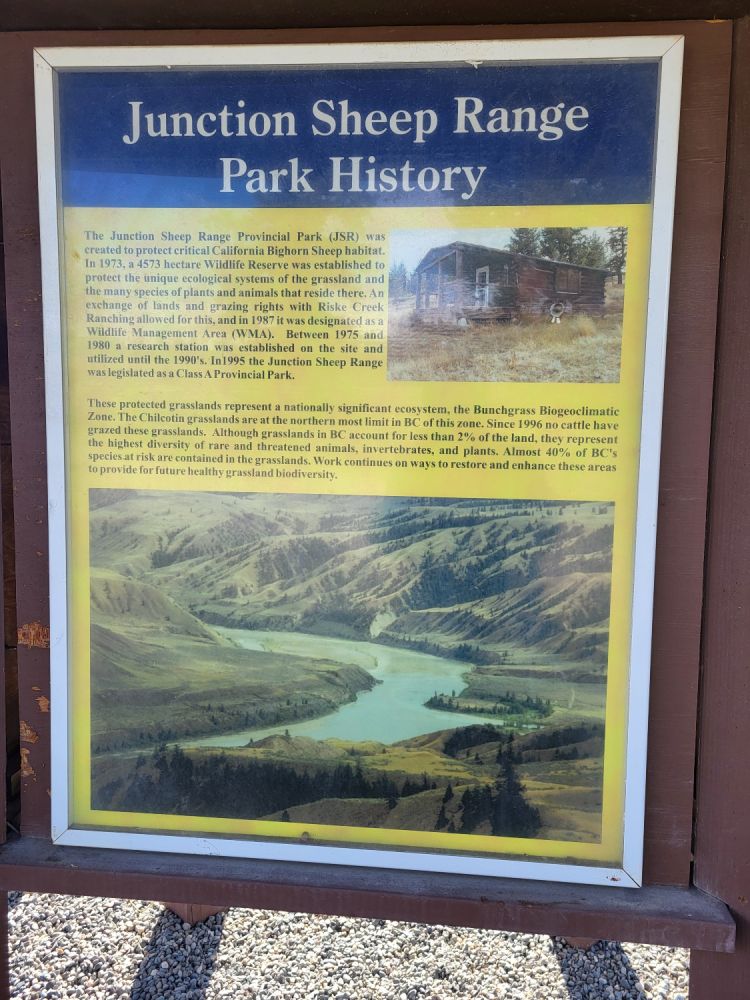 Junction Sheep Range
Park History
The Junction Sheep Range Provincial Park (JSR) was
created to protect critical California Bighorn Sheep habitat.
In 1973, a 4573 hectare Wildlife Reserve was established to
protect the unique ecological systems of the grassland and
the many species of plants and animals that reside there. An
exchange of lands and grazing rights with Riske Creek
Ranching allowed for this, and in 1987 it was designated as a
Wildlife Management Area (WMA). Between 1975 and
1980 a research station was established on the site and
utilized until the 1990's. In1995 the Junction Sheep Range
was legislated as a Class A Provincial Park.
These protected grasslands represent a nationally significant ecosystem, the Bunchgrass Biogeoclimatic
Zone. The Chilcotin grasslands are at the northern most limit in BC of this zone. Since 1996 no cattle have
grazed these grasslands. Although grasslands in BC account for less than 2% of the land, they represent
the highest diversity of rare and threatened animals, invertebrates, and plants. Almost 40% of BC's
species at risk are contained in the grasslands. Work continues on ways to restore and enhance these areas
to provide for future healthy grassland biodiversity.